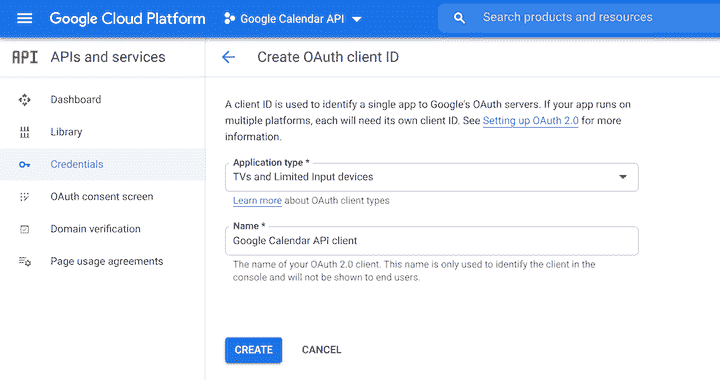 Google Cloud Platform
Google Calendar API
Search products and resources
API APIs and services
Create OAuth client ID
Dashboard
Library
Credentials
OAuth consent screen
Domain verification
Page usage agreements
A client ID is used to identify a single app to Google's OAuth servers. If your app runs on
multiple platforms, each will need its own client ID. See Setting up OAuth 2.0 for more
information.
Application type *
TVs and Limited Input devices
Learn more about OAuth client types
Name *
Google Calendar API client
The name of your OAuth 2.0 client. This name is only used to identify the client in the
console and will not be shown to end users.
CREATE
CANCEL